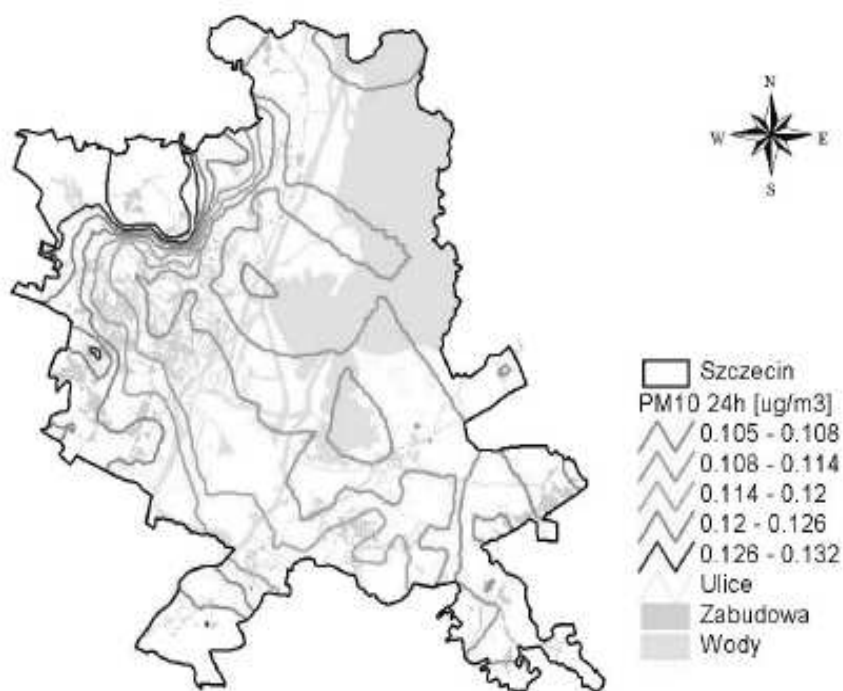 N
W E
S
Szczecin
PM10 24h [ug/m3]
0.105 - 0.108
0.108 - 0.114
0.114 - 0.12
0.12 - 0.126
0.126 - 0.132
Ulice
Zabudowa
Wody